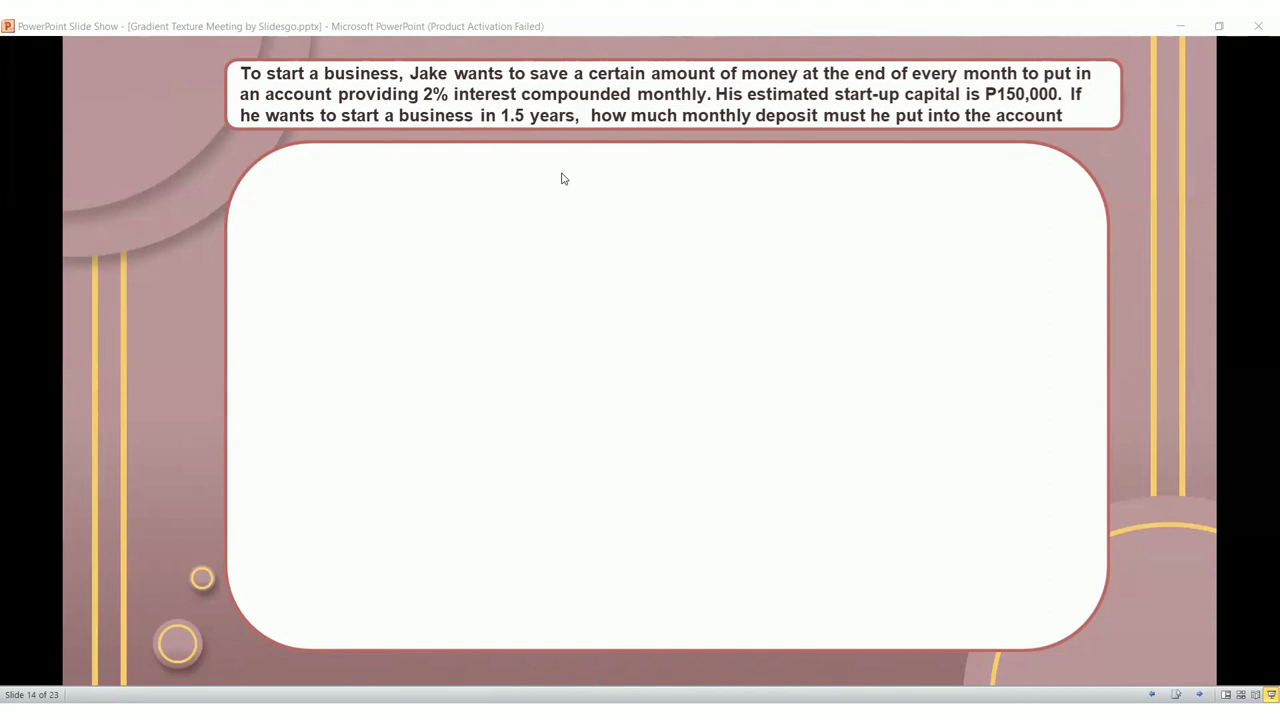 PowerPoint Slide Show - [Gradient Texture Meeting by Slidesgo.pptx] - Microsoft PowerPoint (Product Activation Failed)
To start a business, Jake wants to save a certain amount of money at the end of every month to put in
an account providing 2% interest compounded monthly. His estimated start-up capital is P150,000. If
he wants to start a business in 1.5 years, how much monthly deposit must he put into the account
Slide 14 of 23